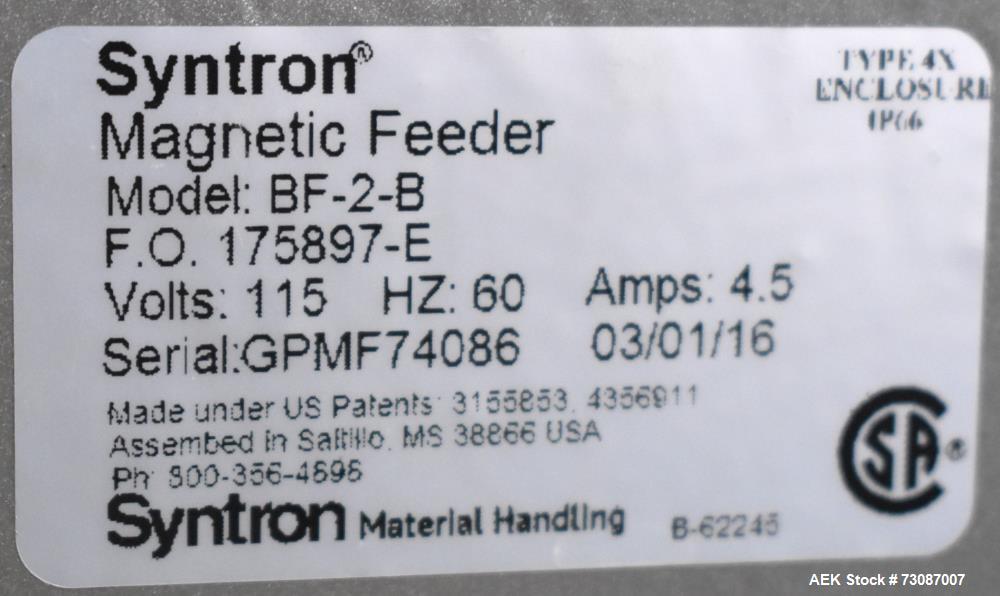 Syntron®
Magnetic Feeder
Model: BF-2-B
F.O. 175897-E
Volts: 115 HZ: 60 Amps: 4.5
Serial:GPMF74086 03/01/16
Made under US Patents: 3155853, 4356911
Assembed in Saltillo, MS 38866 USA
Ph: 800-356-4898
Syntron Material Handling B-62245
TYPE 4X
ENCLOSURE
IP66
CSA®
AEK Stock # 73087007